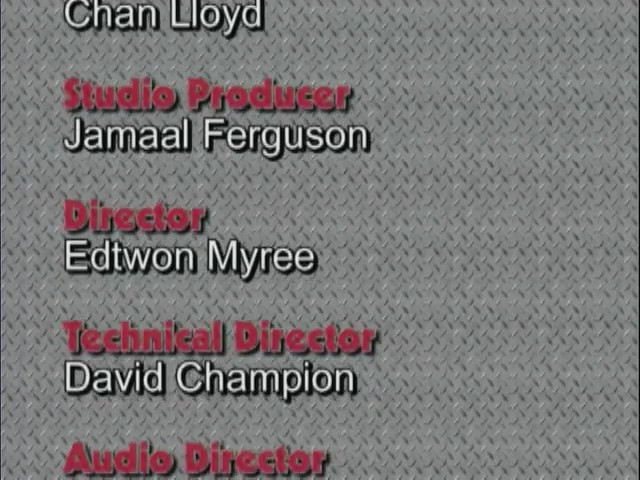 Chan Lloyd
Studio Producer
Jamaal Ferguson
Director
Edtwon Myree
Technical Director
David Champion
Audio Director